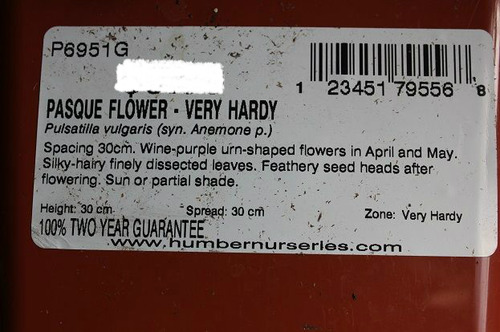 P6951G
1 23451 79556 8
PASQUE FLOWER - VERY HARDY
Pulsatilla vulgaris (syn. Anemone p.)
Spacing 30cm. Wine-purple urn-shaped flowers in April and May.
Silky-hairy finely dissected leaves. Feathery seed heads after
flowering. Sun or partial shade.
Height: 30 cm Spread: 30 cm Zone: Very Hardy
100% TWO YEAR GUARANTEE
www.humbernurseries.com